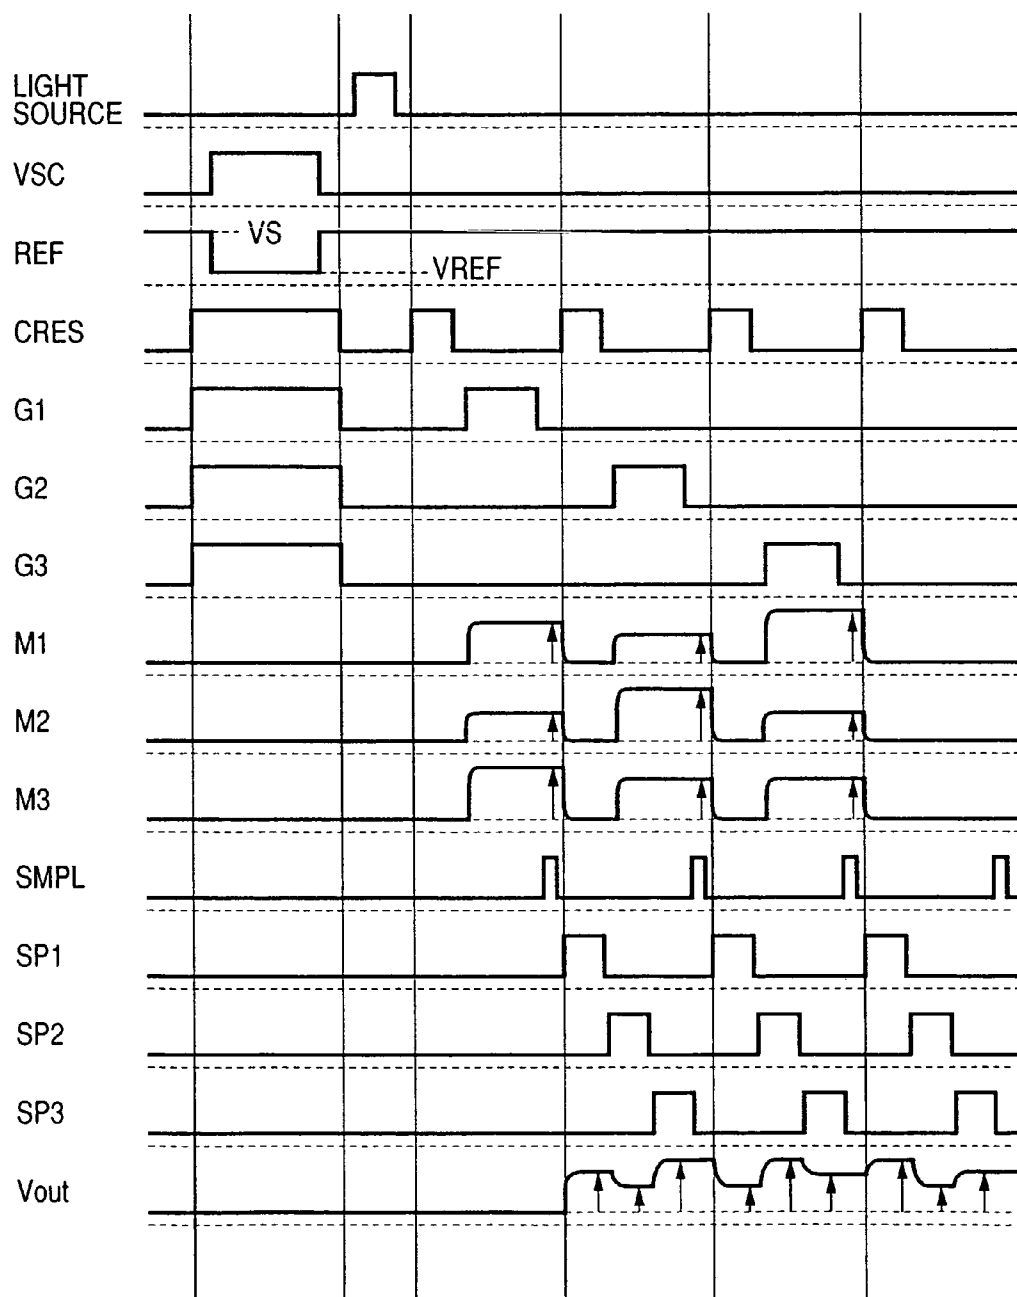 LIGHT
SOURCE
VSC
VS
REF
VREF
CRES
G1
G2
G3
M1
M2
M3
SMPL
SP1
SP2
SP3
Vout